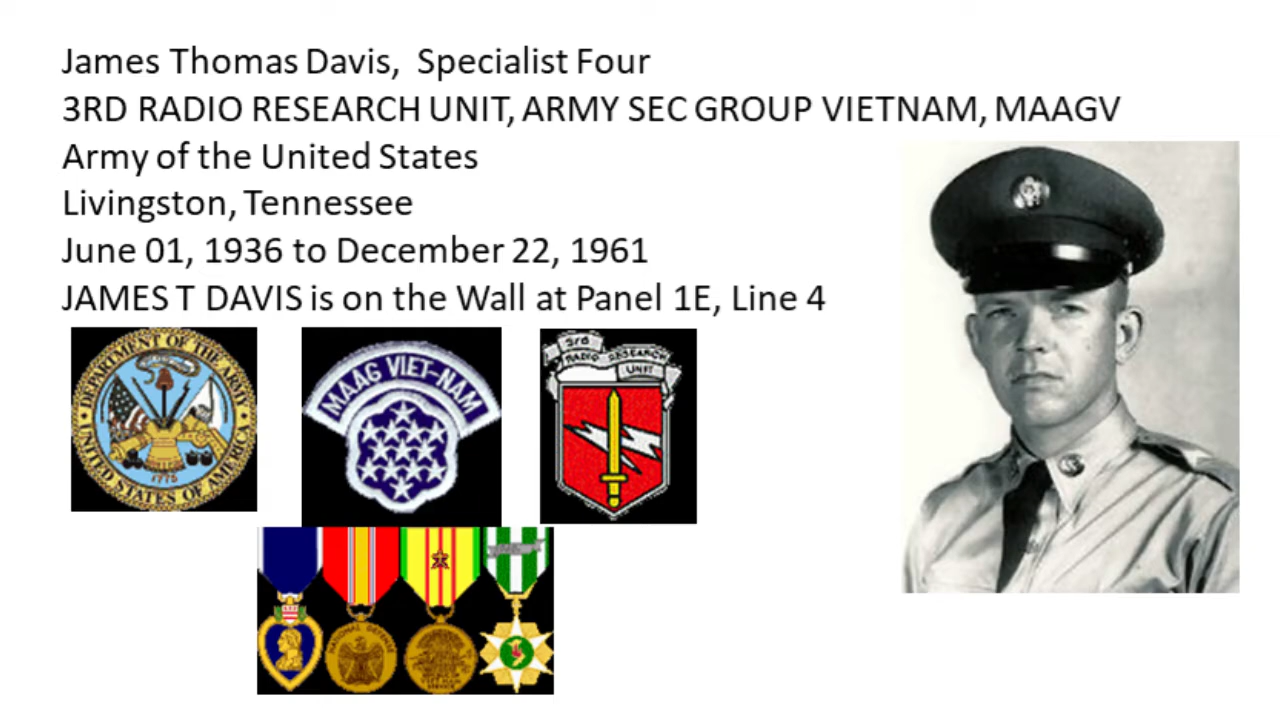 James Thomas Davis, Specialist Four
3RD RADIO RESEARCH UNIT, ARMY SEC GROUP VIETNAM, MAAGV
Army of the United States
Livingston, Tennessee
June 01, 1936 to December 22, 1961
JAMES T DAVIS is on the Wall at Panel 1E, Line 4
DEPARTMENT OF THE ARMY
UNITED STATES OF AMERICA
1775
MAAG VIET-NAM
3rd
RADIO RESEARCH
UNIT
NATIONAL DEFENSE